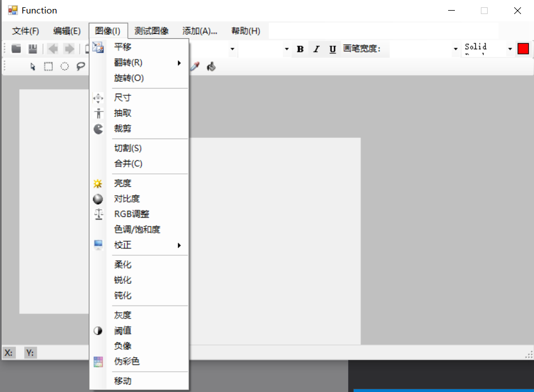 Function
文件(F) 编辑(E) 图像(I) 测试图像 添加(A)... 帮助(H)
B I U 画笔宽度: Solid
平移
翻转(R)
旋转(O)
尺寸
抽取
裁剪
切割(S)
合并(C)
亮度
对比度
RGB调整
色调/饱和度
校正
柔化
锐化
钝化
灰度
阈值
负像
伪彩色
移动
X: Y: